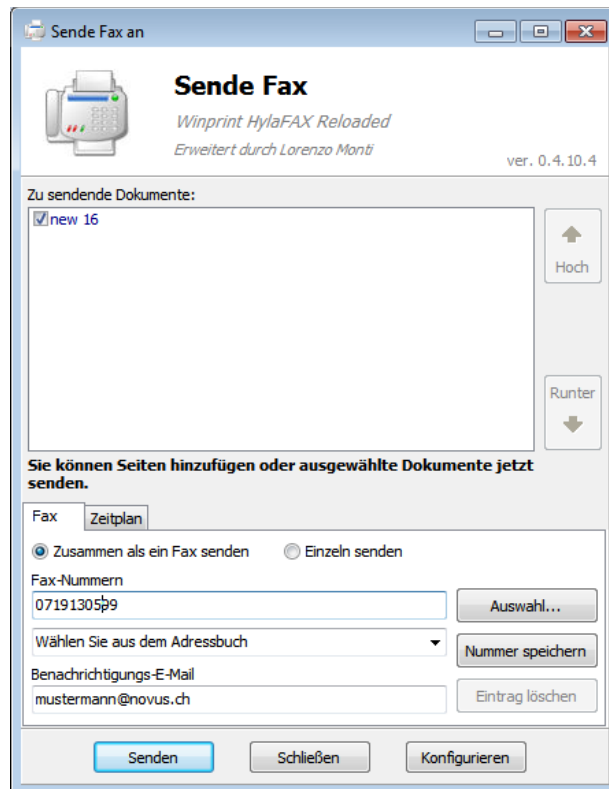 Sende Fax an
Sende Fax
Winprint HylaFAX Reloaded
Erweitert durch Lorenzo Monti
ver. 0.4.10.4
Zu sendende Dokumente:
new 16
Hoch
Runter
Sie können Seiten hinzufügen oder ausgewählte Dokumente jetzt
senden.
Fax Zeitplan
Zusammen als ein Fax senden Einzeln senden
Fax-Nummern
0719130599 Auswahl...
Wählen Sie aus dem Adressbuch Nummer speichern
Benachrichtigungs-E-Mail
mustermann@novus.ch Eintrag löschen
Senden Schließen Konfigurieren